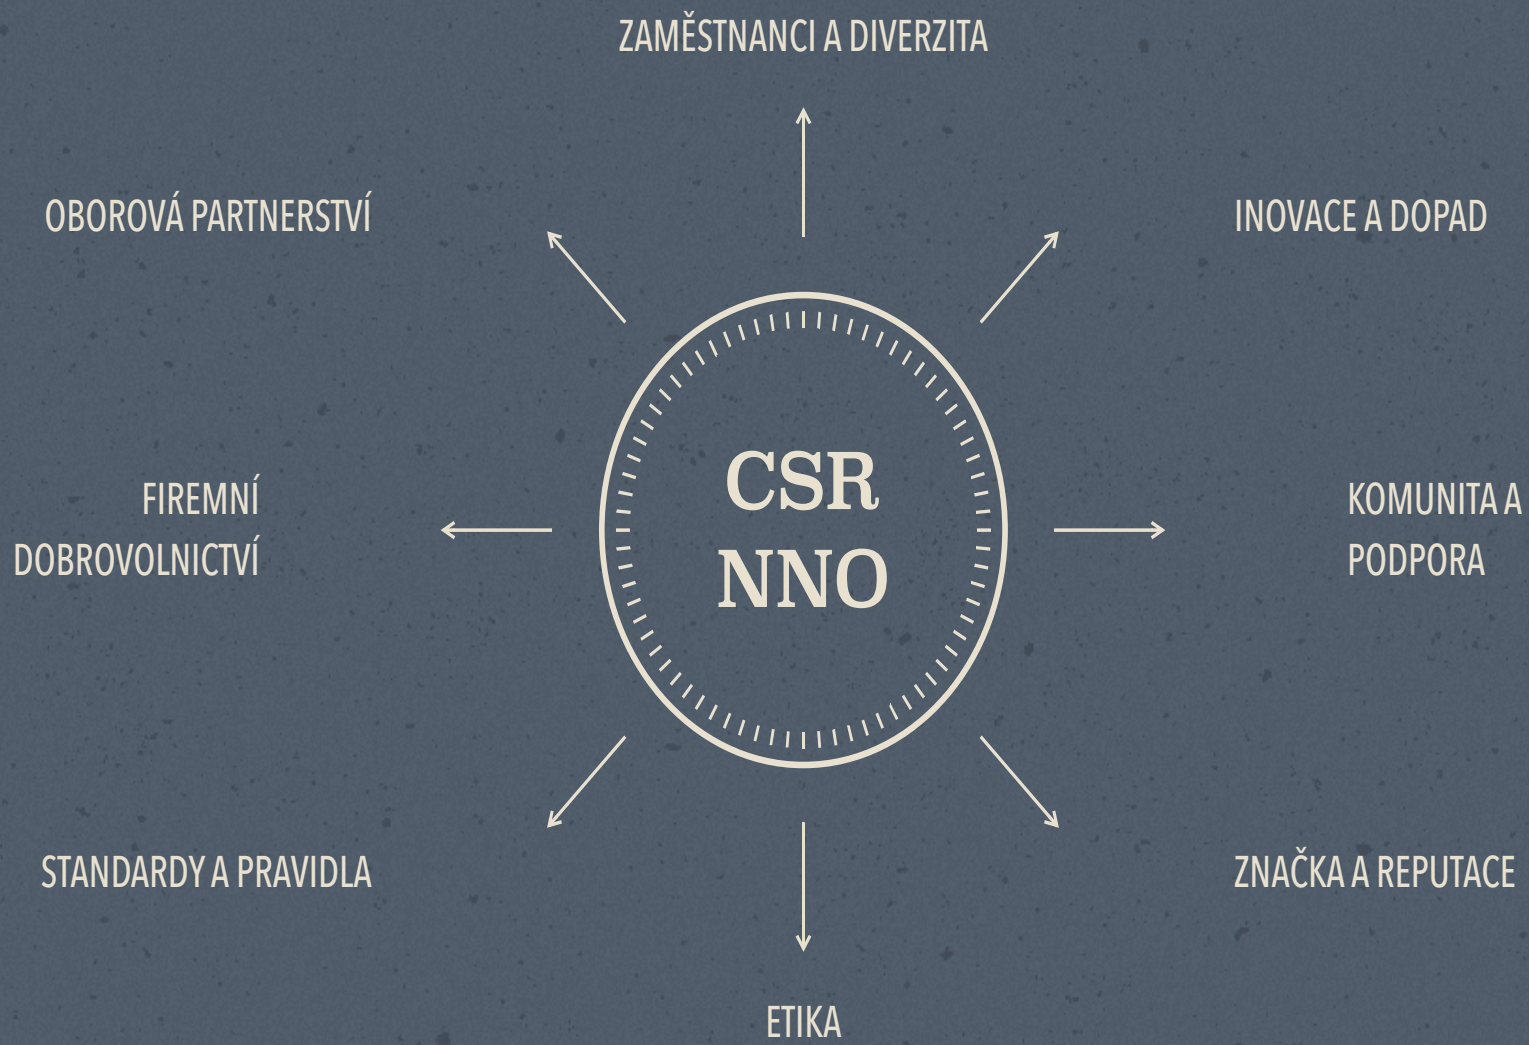 ZAMĚSTNANCI A DIVERZITA
OBOROVÁ PARTNERSTVÍ
INOVACE A DOPAD
FIREMNÍ
DOBROVOLNICTVÍ
CSR
NNO
KOMUNITA A
PODPORA
STANDARDY A PRAVIDLA
ZNAČKA A REPUTACE
ETIKA